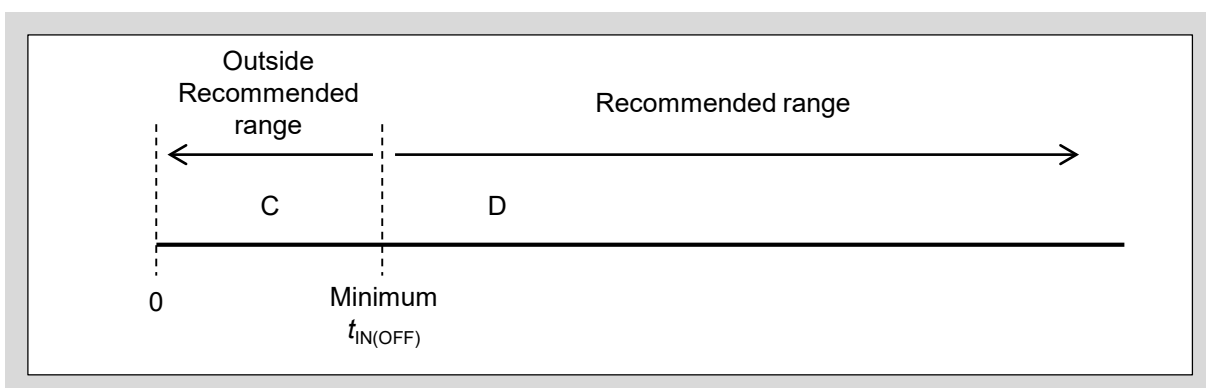 Outside
Recommended
range
Recommended range
C
D
0
Minimum
tIN(OFF)